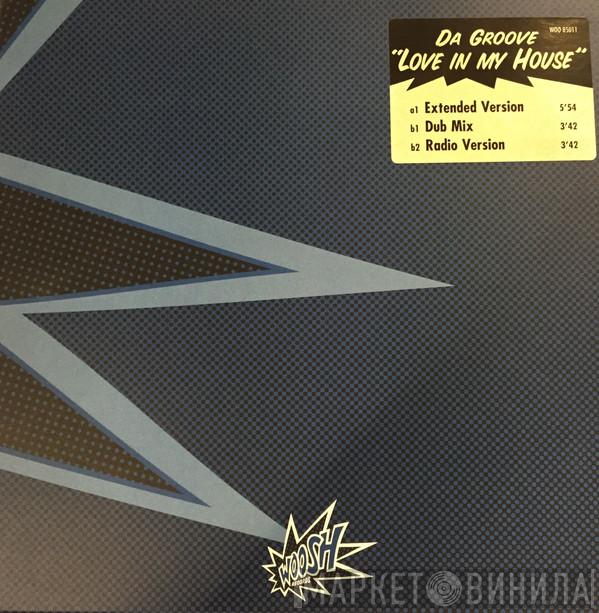 WOO 85011
DA GROOVE
"LOVE IN MY HOUSE"
a1 Extended Version 5'54
b1 Dub Mix 3'42
b2 Radio Version 3'42
WOOSH
RECORDS
МАРКЕТ ВИНИЛА